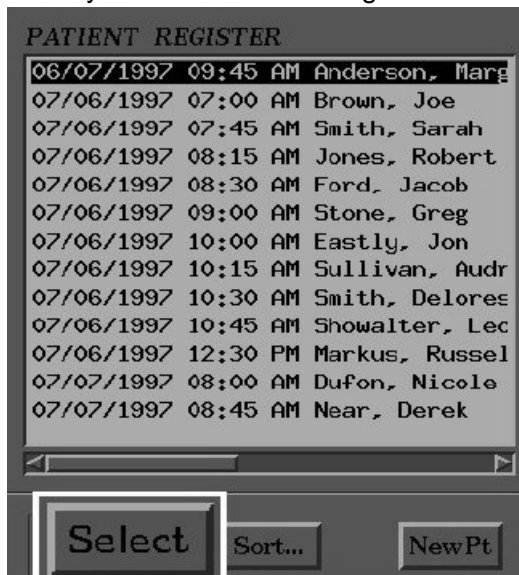 PATIENT REGISTER
06/07/1997 09:45 AM Anderson, Marg
07/06/1997 07:00 AM Brown, Joe
07/06/1997 07:45 AM Smith, Sarah
07/06/1997 08:15 AM Jones, Robert
07/06/1997 08:30 AM Ford, Jacob
07/06/1997 09:00 AM Stone, Greg
07/06/1997 10:00 AM Eastly, Jon
07/06/1997 10:15 AM Sullivan, Audr
07/06/1997 10:30 AM Smith, Delores
07/06/1997 10:45 AM Showalter, Leo
07/06/1997 12:30 PM Markus, Russel
07/07/1997 08:00 AM Dufon, Nicole
07/07/1997 08:45 AM Near, Derek
Select Sort... NewPt